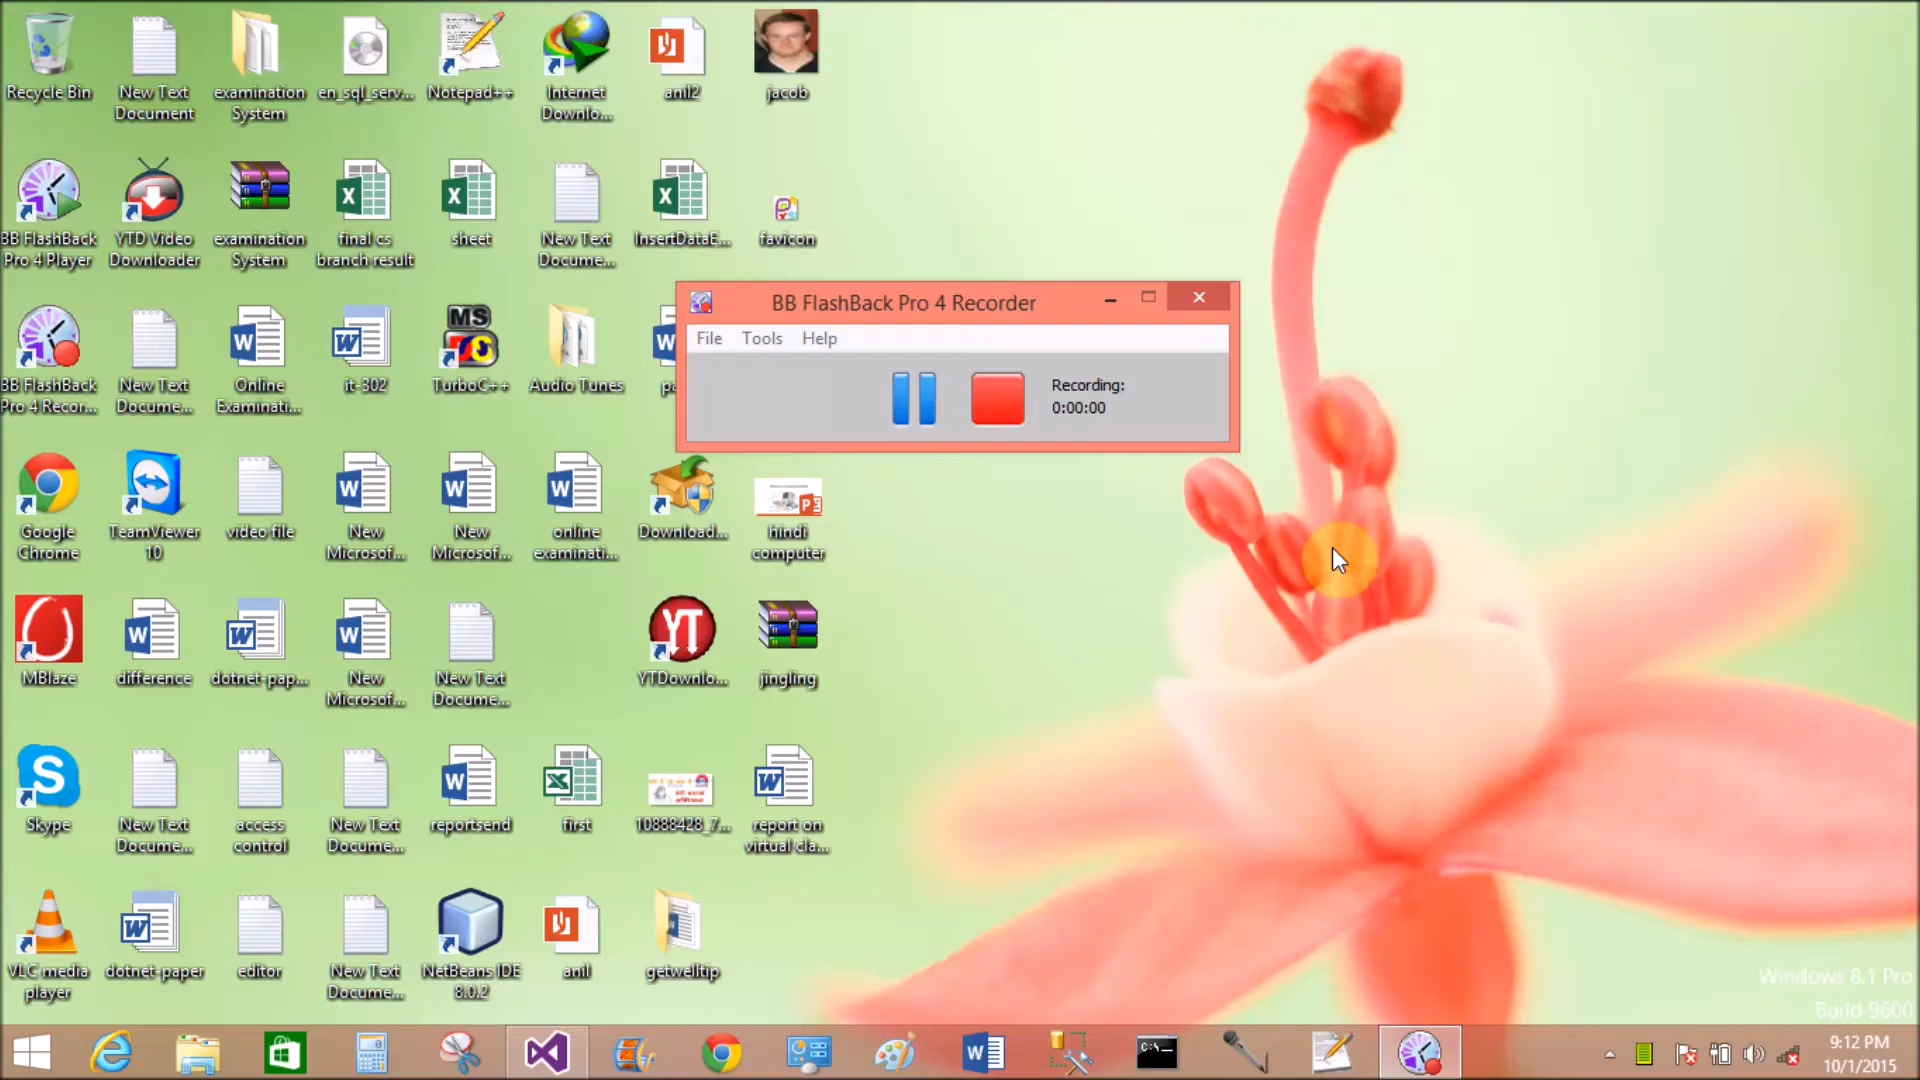 Recycle Bin
New Text
Document
examination
System
en_sql_serv...
Notepad++
Internet
Downlo...
anil2
jacob
BB FlashBack
Pro 4 Player
YTD Video
Downloader
examination
System
final cs
branch result
sheet
New Text
Docume...
InsertDataE...
favicon
BB FlashBack Pro 4 Recorder
File Tools Help
Recording:
0:00:00
BB FlashBack
Pro 4 Recor...
New Text
Docume...
Online
Examinati...
it-302
MS
TurboC++
Audio Tunes
Google
Chrome
TeamViewer
10
video file
New
Microsof...
New
Microsof...
online
examinati...
Download...
hindi
computer
MBlaze
difference
dotnet-pap...
New
Microsof...
New Text
Docume...
YT
YTDownlo...
jingling
Skype
New Text
Docume...
access
control
New Text
Docume...
reportsend
first
10888428_7...
report on
virtual cla...
VLC media
player
dotnet-paper
editor
New Text
Docume...
NetBeans IDE
8.0.2
anil
getwelltip
Windows 8.1 Pro
Build 9600
9:12 PM
10/1/2015